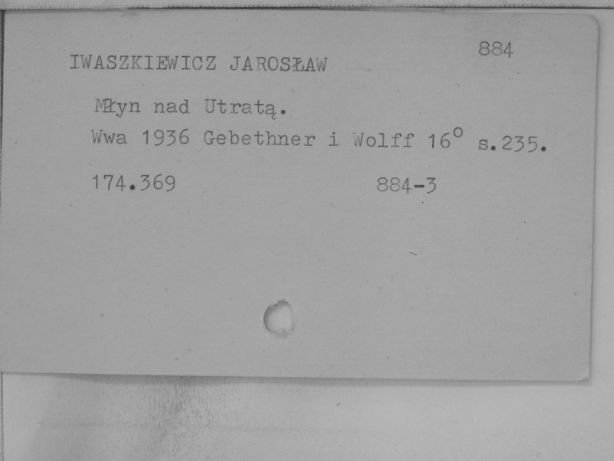 884
IWASZKIEWICZ JAROSŁAW
Młyn nad Utratą.
Wwa 1936 Gebethner i Wolff 16° s.235.
174.369 884-3